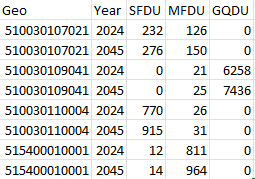 Geo Year SFDU MFDU GQDU
510030107021 2024 232 126 0
510030107021 2045 276 150 0
510030109041 2024 0 21 6258
510030109041 2045 0 25 7436
510030110004 2024 770 26 0
510030110004 2045 915 31 0
515400010001 2024 12 811 0
515400010001 2045 14 964 0